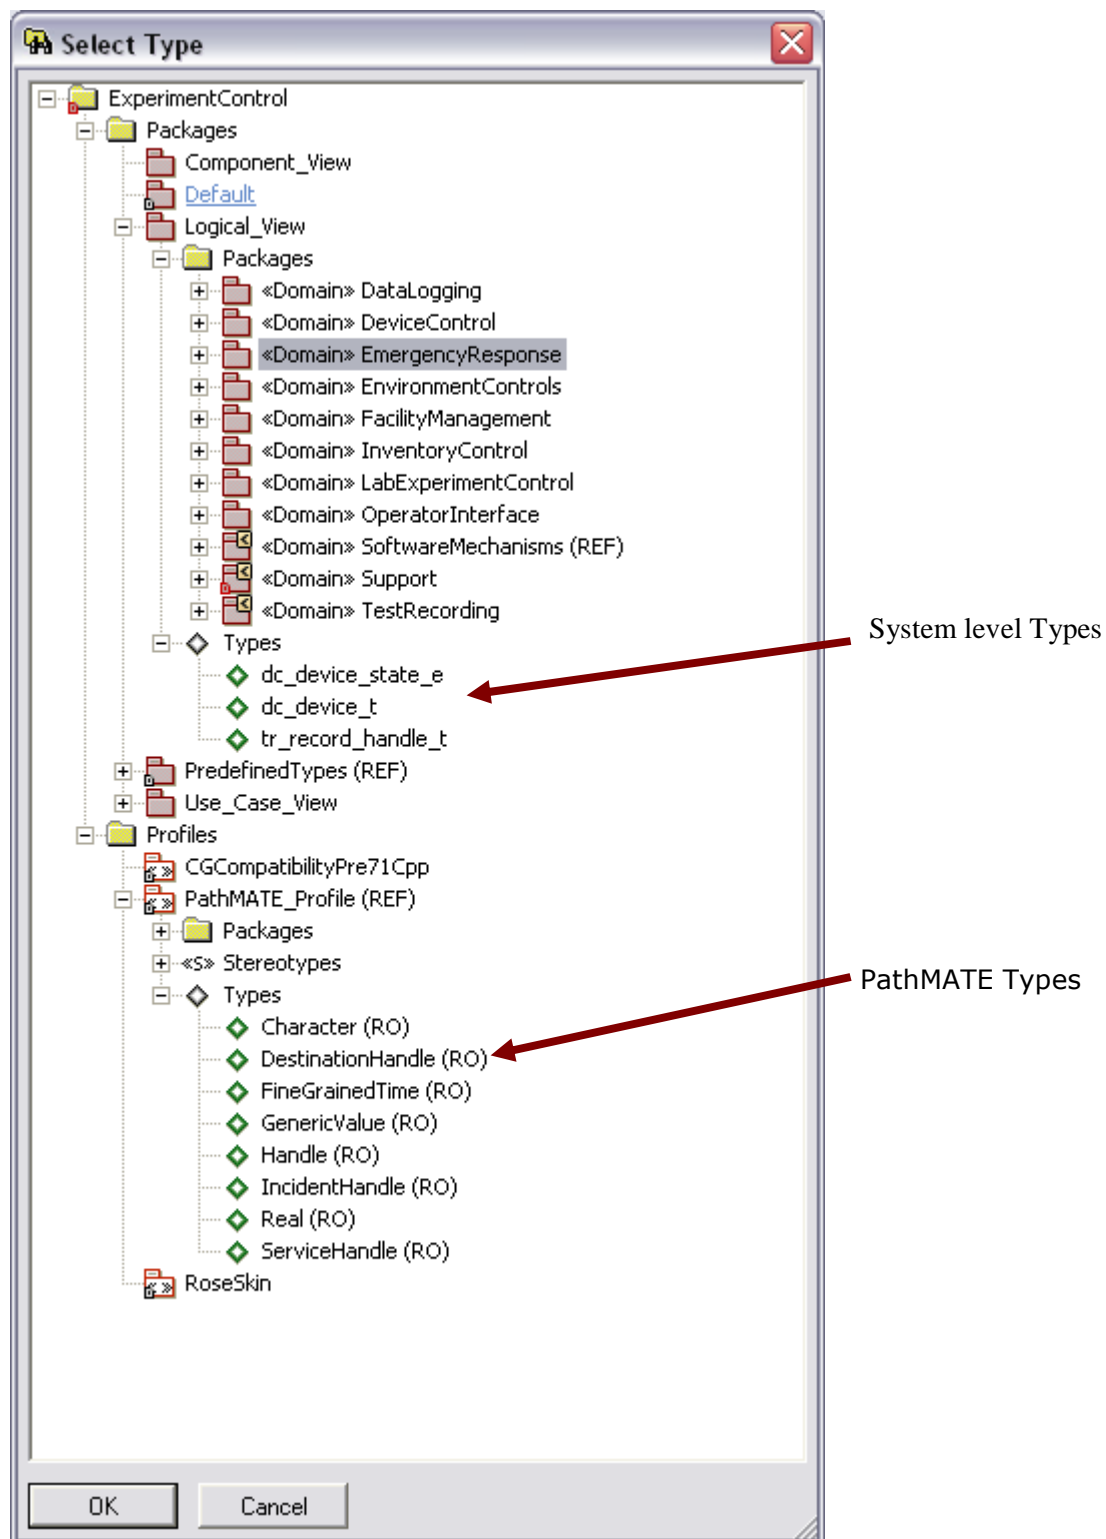 Select Type
ExperimentControl
Packages
Component_View
Default
Logical_View
Packages
«Domain» DataLogging
«Domain» DeviceControl
«Domain» EmergencyResponse
«Domain» EnvironmentControls
«Domain» FacilityManagement
«Domain» InventoryControl
«Domain» LabExperimentControl
«Domain» OperatorInterface
«Domain» SoftwareMechanisms (REF)
«Domain» Support
«Domain» TestRecording
Types
System level Types
dc_device_state_e
dc_device_t
tr_record_handle_t
PredefinedTypes (REF)
Use_Case_View
Profiles
CGCompatibilityPre71Cpp
PathMATE_Profile (REF)
Packages
«S» Stereotypes
PathMATE Types
Types
Character (RO)
DestinationHandle (RO)
FineGrainedTime (RO)
GenericValue (RO)
Handle (RO)
IncidentHandle (RO)
Real (RO)
ServiceHandle (RO)
RoseSkin
OK Cancel